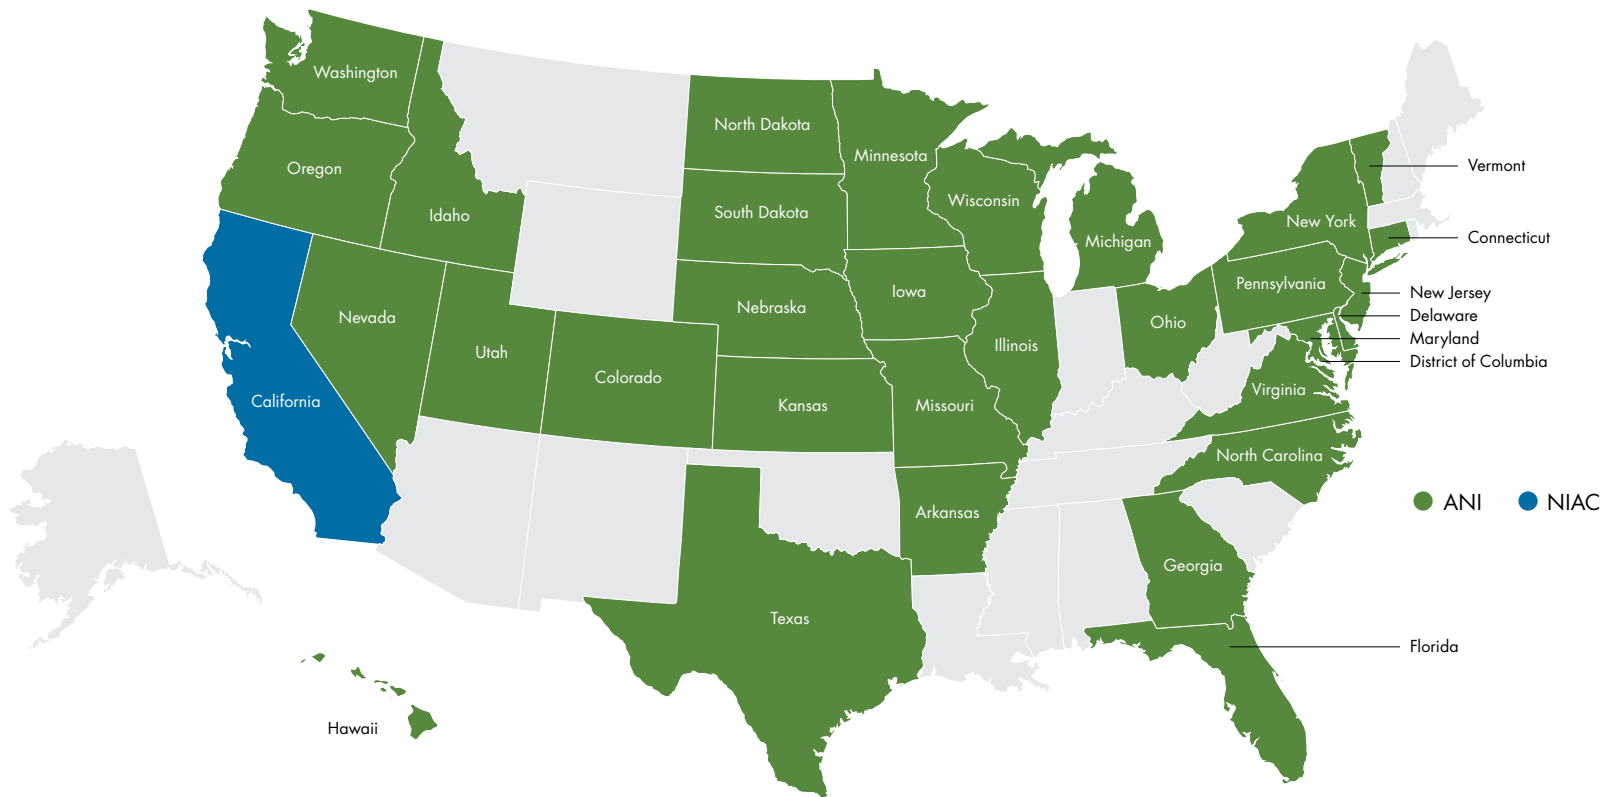 Washington
North Dakota
Minnesota
Oregon
Vermont
Wisconsin
South Dakota
Idaho
New York
Connecticut
Michigan
Pennsylvania
Iowa
New Jersey
Nebraska
Delaware
Nevada
Ohio
Maryland
Illinois
Utah
District of Columbia
Colorado
Virginia
California
Kansas
Missouri
North Carolina
ANI
NIAC
Arkansas
Georgia
Texas
Florida
Hawaii